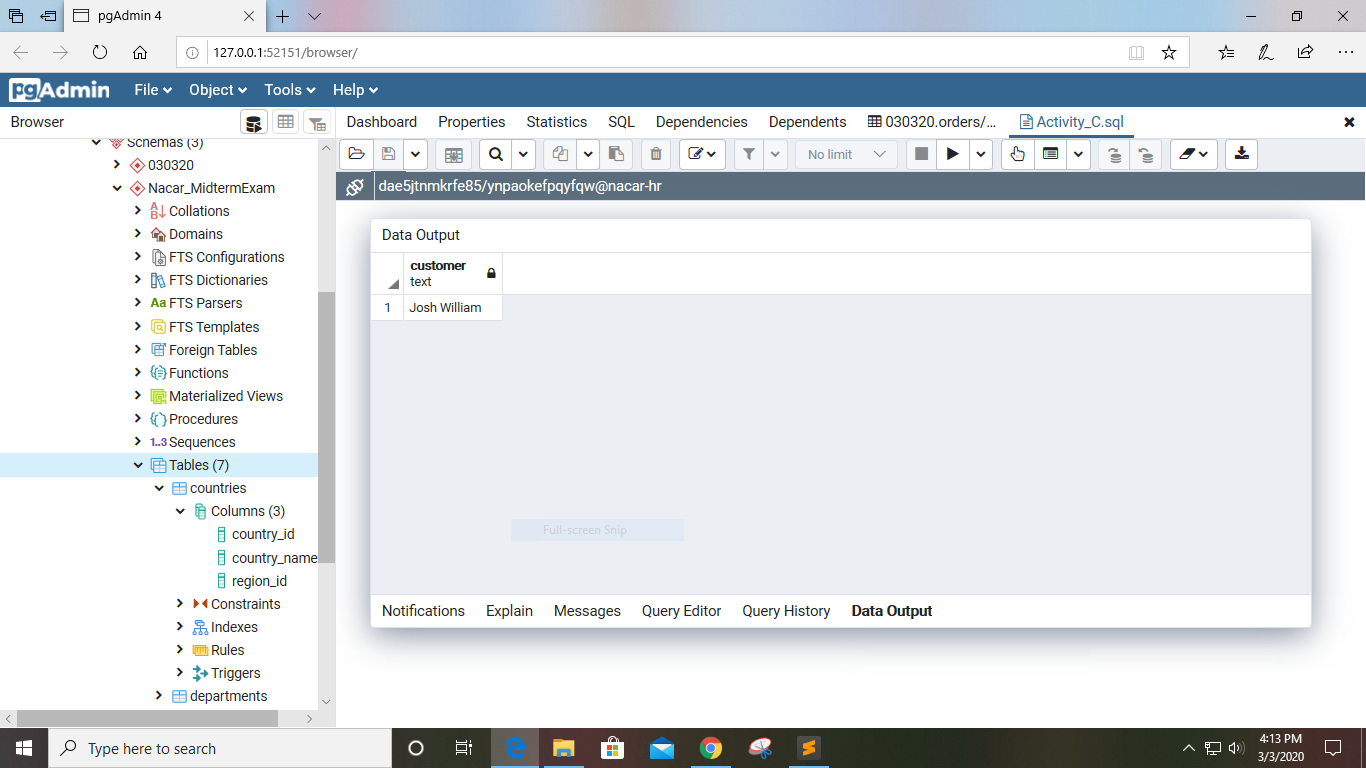 pgAdmin 4
127.0.0.1:52151/browser/
pgAdmin File Object Tools Help
Browser
Dashboard Properties Statistics SQL Dependencies Dependents 030320.orders/... Activity_C.sql
No limit
dae5jtnmkrfe85/ynpaokefpqyfqw@nacar-hr
Schemas (3)
030320
Nacar_MidtermExam
Collations
Domains
FTS Configurations
FTS Dictionaries
Aa FTS Parsers
FTS Templates
Foreign Tables
Functions
Materialized Views
Procedures
1..3 Sequences
Tables (7)
countries
Columns (3)
country_id
country_name
region_id
Constraints
Indexes
Rules
Triggers
departments
Data Output
customer
text
1 Josh William
Full-screen Snip
Notifications Explain Messages Query Editor Query History Data Output
Type here to search
4:13 PM
3/3/2020